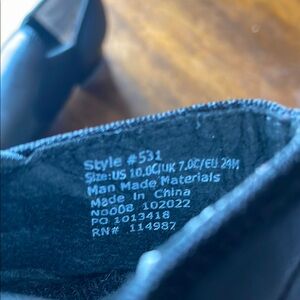 Style #531
Size:US 10.0C/UK 7.0C/EU 24M
Man Made Materials
Made In China
N0008 102022
PO 1013418
RN# 114987